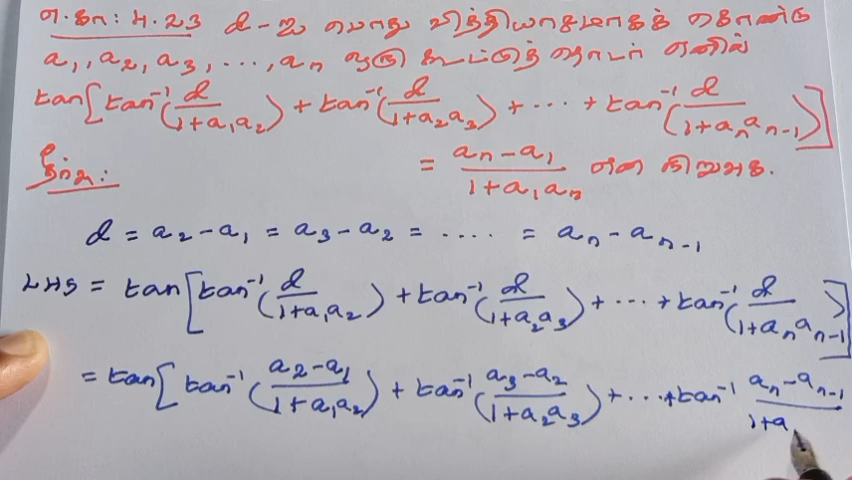 எ.கா: 4.23 d-ஐ பொது வித்தியாசமாகக் கொண்ட
a₁, a₂, a₃, ..., aₙ ஒரு கூட்டுத் தொடர் எனில்
tan[tan⁻¹(d/(1+a₁a₂)) + tan⁻¹(d/(1+a₂a₃)) + ... + tan⁻¹(d/(1+aₙaₙ₋₁))]
= (aₙ-a₁)/(1+a₁aₙ) என நிறுவுக.
தீர்வு:
d = a₂-a₁ = a₃-a₂ = .... = aₙ-aₙ₋₁
LHS = tan[tan⁻¹(d/(1+a₁a₂)) + tan⁻¹(d/(1+a₂a₃)) + ... + tan⁻¹(d/(1+aₙaₙ₋₁))]
= tan[tan⁻¹((a₂-a₁)/(1+a₁a₂)) + tan⁻¹((a₃-a₂)/(1+a₂a₃)) + ... + tan⁻¹ (aₙ-aₙ₋₁)/(1+a